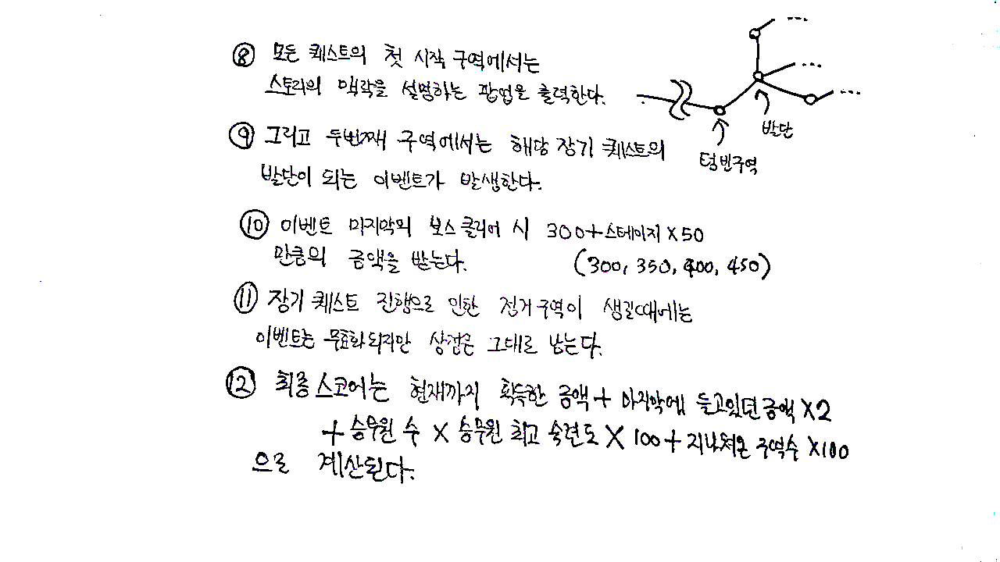 ⑧ 모든 퀘스트의 첫 시작 구역에서는
스토리의 맥락을 설명하는 팝업을 출력한다.
...
...
...
발단
텅빈구역
⑨ 그리고 두번째 구역에서는 해당 장기 퀘스트의
발단이 되는 이벤트가 발생한다.
⑩ 이벤트 마지막의 보스 클리어 시 300+스테이지×50
만큼의 금액을 받는다. (300, 350, 400, 450)
⑪ 장기 퀘스트 진행으로 인한 정거구역이 생길때에는
이벤트는 무효화되지만 상점은 그대로 남는다.
⑫ 최종 스코어는 현재까지 획득한 금액 + 마지막에 들고있던 금액 ×2
+ 승무원 수 × 승무원 최고 숙련도 × 100 + 지나쳐온 구역수 ×100
으로 계산된다.